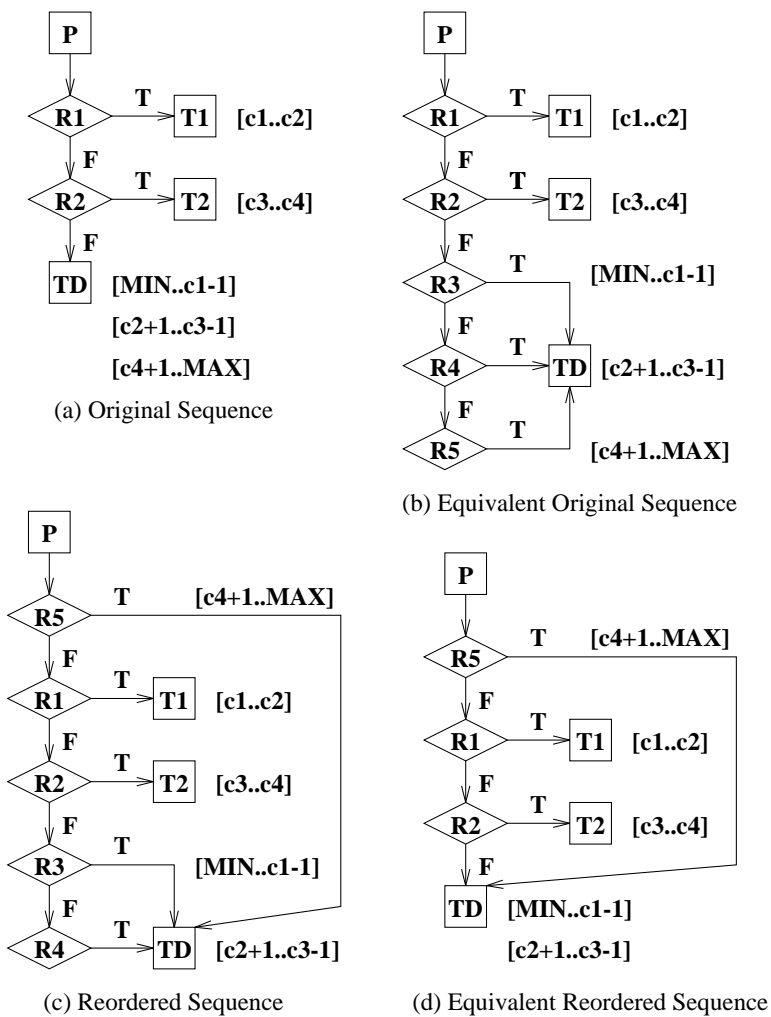 P
R1 T T1 [c1..c2]
F
R2 T T2 [c3..c4]
F
TD [MIN..c1-1]
[c2+1..c3-1]
[c4+1..MAX]
(a) Original Sequence
P
R1 T T1 [c1..c2]
F
R2 T T2 [c3..c4]
F
R3 T [MIN..c1-1]
F
R4 T TD [c2+1..c3-1]
F
R5 T [c4+1..MAX]
(b) Equivalent Original Sequence
P
R5 T [c4+1..MAX]
F
R1 T T1 [c1..c2]
F
R2 T T2 [c3..c4]
F
R3 T [MIN..c1-1]
F
R4 T TD [c2+1..c3-1]
(c) Reordered Sequence
P
R5 T [c4+1..MAX]
F
R1 T T1 [c1..c2]
F
R2 T T2 [c3..c4]
F
TD [MIN..c1-1]
[c2+1..c3-1]
(d) Equivalent Reordered Sequence